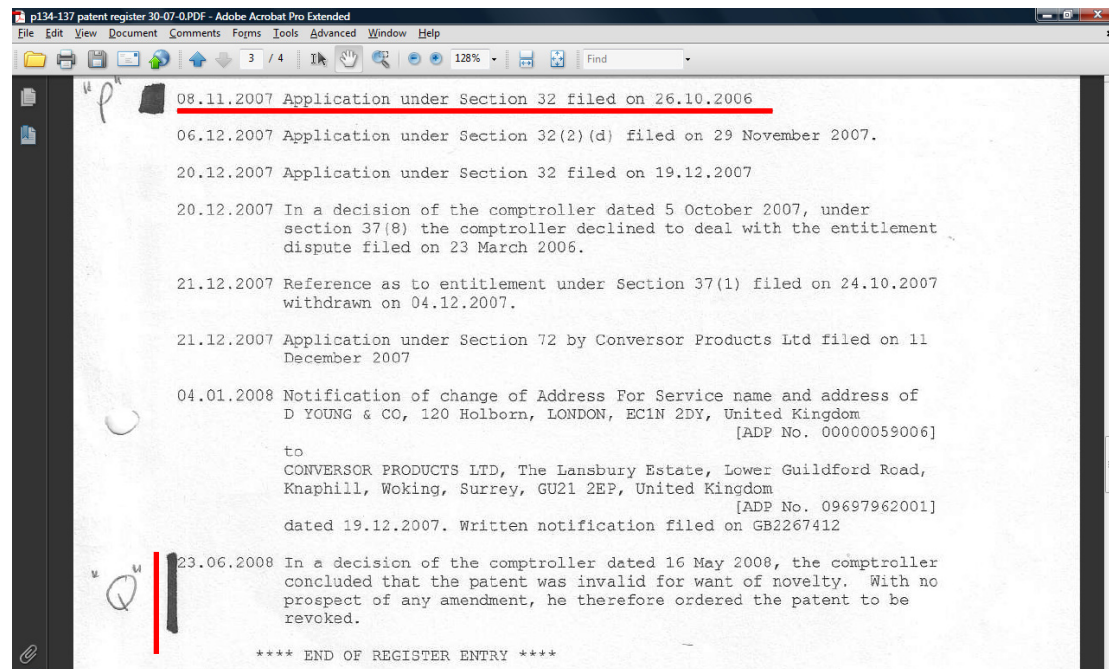 p134-137 patent register 30-07-0.PDF - Adobe Acrobat Pro Extended
File Edit View Document Comments Forms Tools Advanced Window Help
3 / 4 128% Find
"P"
08.11.2007 Application under Section 32 filed on 26.10.2006
06.12.2007 Application under Section 32(2)(d) filed on 29 November 2007.
20.12.2007 Application under Section 32 filed on 19.12.2007
20.12.2007 In a decision of the comptroller dated 5 October 2007, under
section 37(8) the comptroller declined to deal with the entitlement
dispute filed on 23 March 2006.
21.12.2007 Reference as to entitlement under Section 37(1) filed on 24.10.2007
withdrawn on 04.12.2007.
21.12.2007 Application under Section 72 by Conversor Products Ltd filed on 11
December 2007
04.01.2008 Notification of change of Address For Service name and address of
D YOUNG & CO, 120 Holborn, LONDON, EC1N 2DY, United Kingdom
[ADP No. 00000059006]
to
CONVERSOR PRODUCTS LTD, The Lansbury Estate, Lower Guildford Road,
Knaphill, Woking, Surrey, GU21 2EP, United Kingdom
[ADP No. 09697962001]
dated 19.12.2007. Written notification filed on GB2267412
"Q"
23.06.2008 In a decision of the comptroller dated 16 May 2008, the comptroller
concluded that the patent was invalid for want of novelty. With no
prospect of any amendment, he therefore ordered the patent to be
revoked.
**** END OF REGISTER ENTRY ****